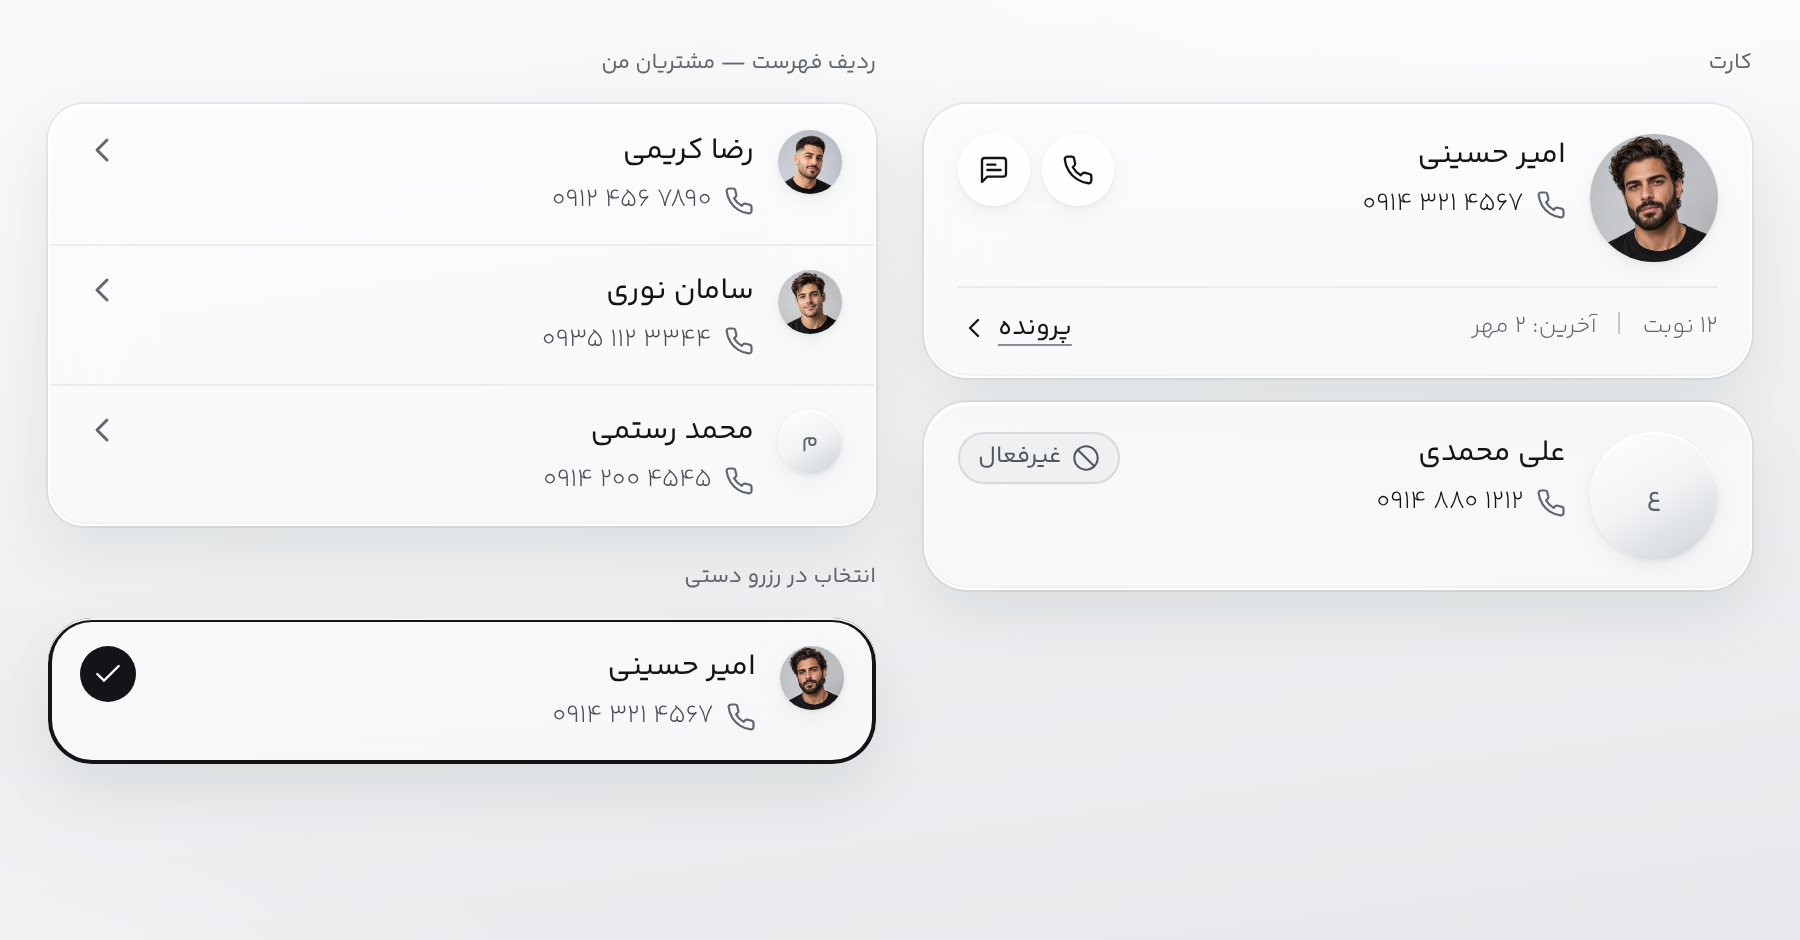 کارت
امیر حسینی
۰۹۱۴ ۳۲۱ ۴۵۶۷
۱۲ نوبت | آخرین: ۲ مهر
پرونده
ع
علی محمدی
۰۹۱۴ ۸۸۰ ۱۲۱۲
غیرفعال
ردیف فهرست — مشتریان من
رضا کریمی
۰۹۱۲ ۴۵۶ ۷۸۹۰
سامان نوری
۰۹۳۵ ۱۱۲ ۳۳۴۴
م
محمد رستمی
۰۹۱۴ ۲۰۰ ۴۵۴۵
انتخاب در رزرو دستی
امیر حسینی
۰۹۱۴ ۳۲۱ ۴۵۶۷